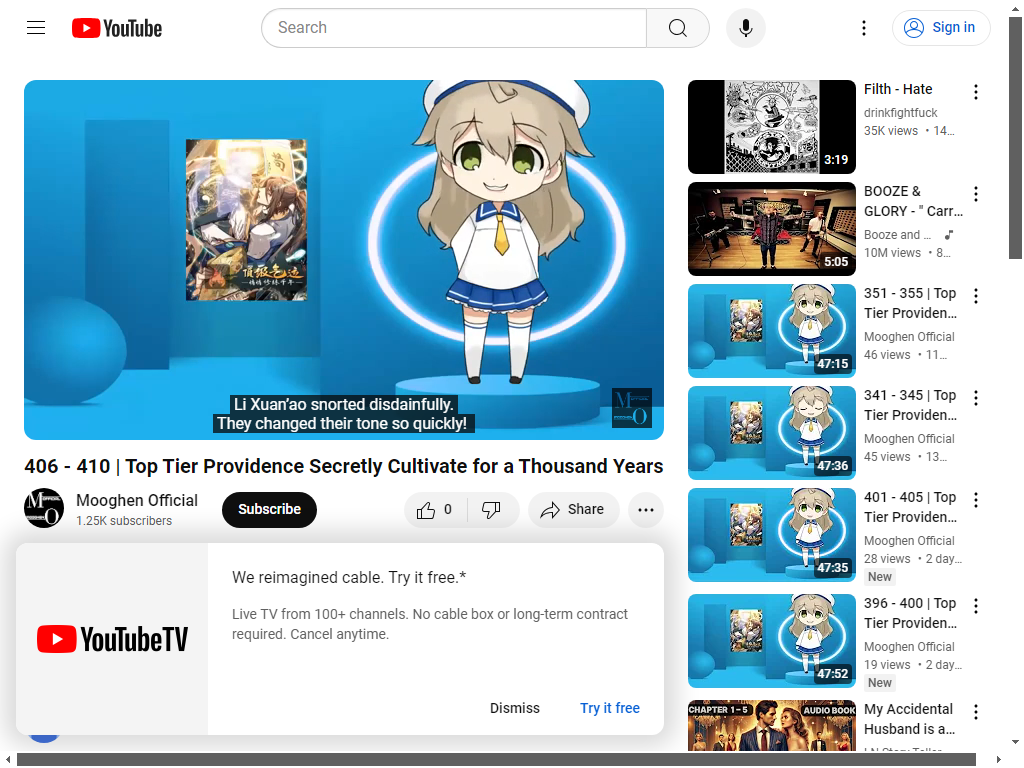 YouTube
Search
Sign in
Li Xuan'ao snorted disdainfully.
They changed their tone so quickly!
406 - 410 | Top Tier Providence Secretly Cultivate for a Thousand Years
Mooghen Official
1.25K subscribers
Subscribe
0
Share
We reimagined cable. Try it free.*
Live TV from 100+ channels. No cable box or long-term contract
required. Cancel anytime.
YouTubeTV
Dismiss
Try it free
3:19
Filth - Hate
drinkfightfuck
35K views • 14…
5:05
BOOZE &
GLORY - " Carr…
Booze and …
10M views • 8…
47:15
351 - 355 | Top
Tier Providen…
Mooghen Official
46 views • 11…
47:36
341 - 345 | Top
Tier Providen…
Mooghen Official
45 views • 13…
47:35
401 - 405 | Top
Tier Providen…
Mooghen Official
28 views • 2 day…
New
47:52
396 - 400 | Top
Tier Providen…
Mooghen Official
19 views • 2 day…
New
CHAPTER 1-5
AUDIO BOOK
My Accidental
Husband is a…